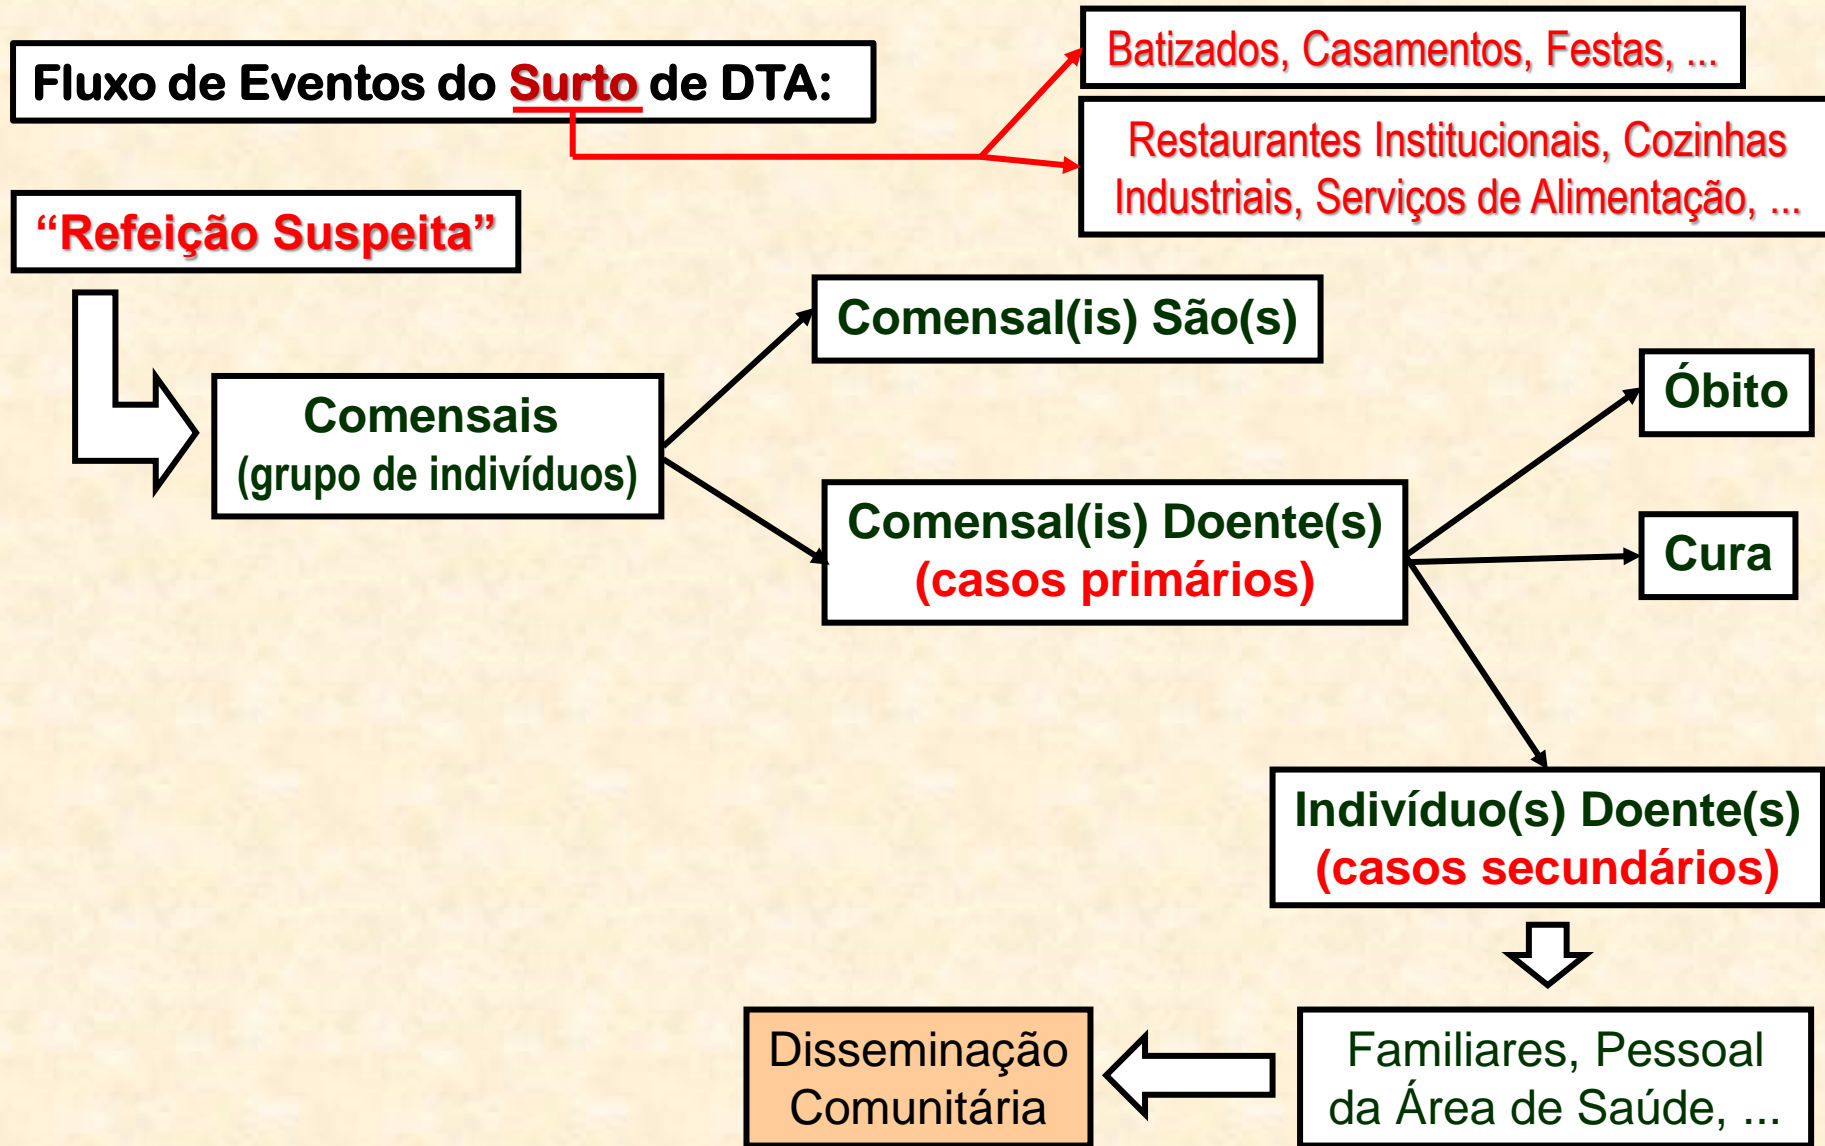 Fluxo de Eventos do Surto de DTA:
Batizados, Casamentos, Festas, ...
Restaurantes Institucionais, Cozinhas
Industriais, Serviços de Alimentação, ...
“Refeição Suspeita”
Comensais
(grupo de indivíduos)
Comensal(is) São(s)
Comensal(is) Doente(s)
(casos primários)
Óbito
Cura
Indivíduo(s) Doente(s)
(casos secundários)
Familiares, Pessoal
da Área de Saúde, ...
Disseminação
Comunitária